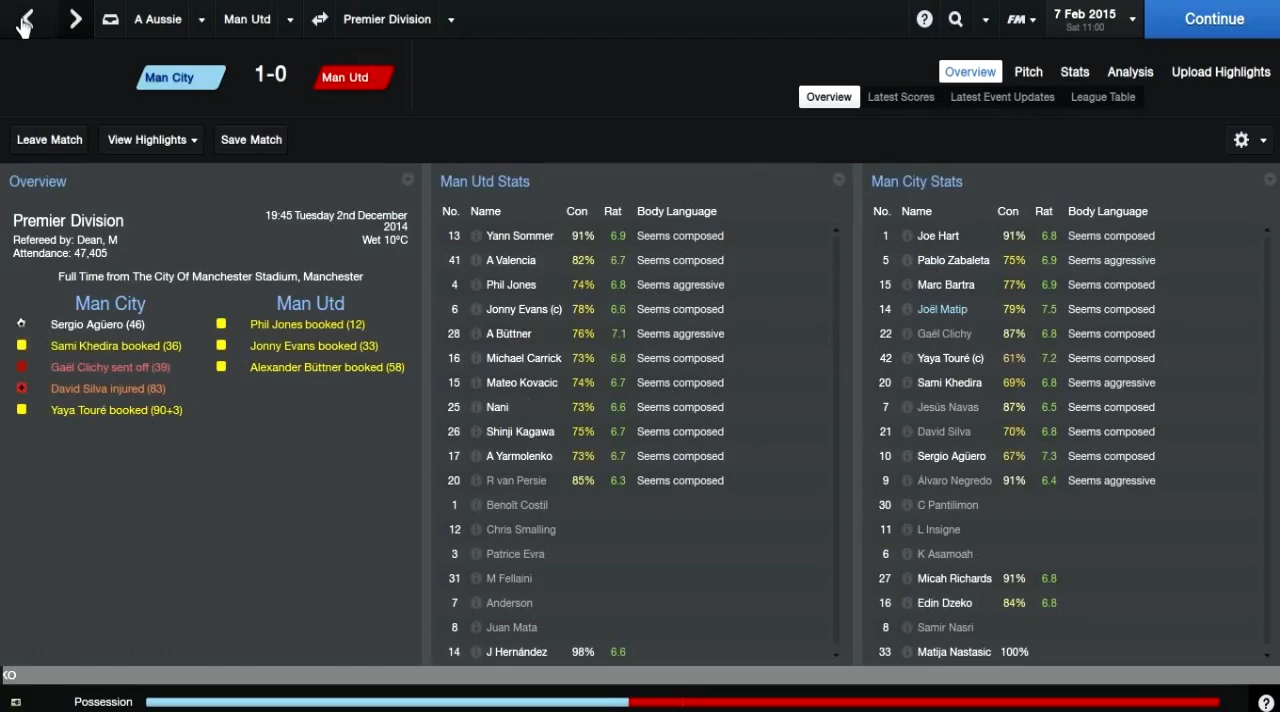 A Aussie Man Utd Premier Division FM 7 Feb 2015 Continue
Sat 11:00
Man City 1-0 Man Utd
Overview Pitch Stats Analysis Upload Highlights
Overview Latest Scores Latest Event Updates League Table
Leave Match View Highlights Save Match
Overview
Premier Division
Refereed by: Dean, M
Attendance: 47,405
19:45 Tuesday 2nd December
2014
Wet 10°C
Full Time from The City Of Manchester Stadium, Manchester
Man City
Sergio Agüero (46)
Sami Khedira booked (36)
Gaël Clichy sent off (39)
David Silva injured (83)
Yaya Touré booked (90+3)
Man Utd
Phil Jones booked (12)
Jonny Evans booked (33)
Alexander Büttner booked (58)
Man Utd Stats
No. Name Con Rat Body Language
13 Yann Sommer 91% 6.9 Seems composed
41 A Valencia 82% 6.7 Seems composed
4 Phil Jones 74% 6.8 Seems aggressive
6 Jonny Evans (c) 78% 6.6 Seems composed
28 A Büttner 76% 7.1 Seems aggressive
16 Michael Carrick 73% 6.8 Seems composed
15 Mateo Kovacic 74% 6.7 Seems composed
25 Nani 73% 6.6 Seems composed
26 Shinji Kagawa 75% 6.7 Seems composed
17 A Yarmolenko 73% 6.7 Seems composed
20 R van Persie 85% 6.3 Seems composed
1 Benoît Costil
12 Chris Smalling
3 Patrice Evra
31 M Fellaini
7 Anderson
8 Juan Mata
14 J Hernández 98% 6.6
Man City Stats
No. Name Con Rat Body Language
1 Joe Hart 91% 6.8 Seems composed
5 Pablo Zabaleta 75% 6.9 Seems aggressive
15 Marc Bartra 77% 6.9 Seems composed
14 Joël Matip 79% 7.5 Seems composed
22 Gaël Clichy 87% 6.8 Seems composed
42 Yaya Touré (c) 61% 7.2 Seems composed
20 Sami Khedira 69% 6.8 Seems aggressive
7 Jesús Navas 87% 6.5 Seems composed
21 David Silva 70% 6.8 Seems composed
10 Sergio Agüero 67% 7.3 Seems composed
9 Álvaro Negredo 91% 6.4 Seems aggressive
30 C Pantilimon
11 L Insigne
6 K Asamoah
27 Micah Richards 91% 6.8
16 Edin Dzeko 84% 6.8
8 Samir Nasri
33 Matija Nastasic 100%
KO
Possession